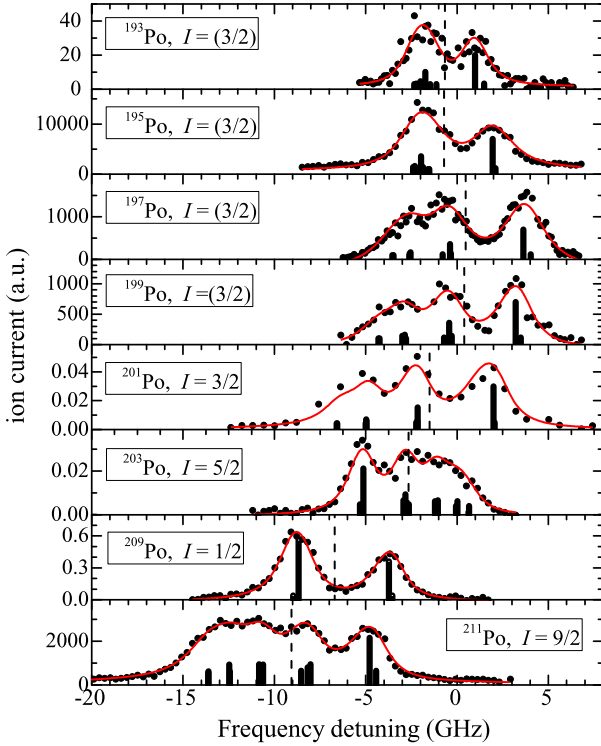 ion current (a.u.)
40
20
0
¹⁹³Po, I = (3/2)
10000
0
¹⁹⁵Po, I = (3/2)
1000
0
¹⁹⁷Po, I = (3/2)
1000
500
0
¹⁹⁹Po, I =(3/2)
0.04
0.02
0.00
²⁰¹Po, I = 3/2
0.02
0.00
²⁰³Po, I = 5/2
0.6
0.3
0.0
²⁰⁹Po, I = 1/2
2000
0
²¹¹Po, I = 9/2
-20 -15 -10 -5 0 5
Frequency detuning (GHz)